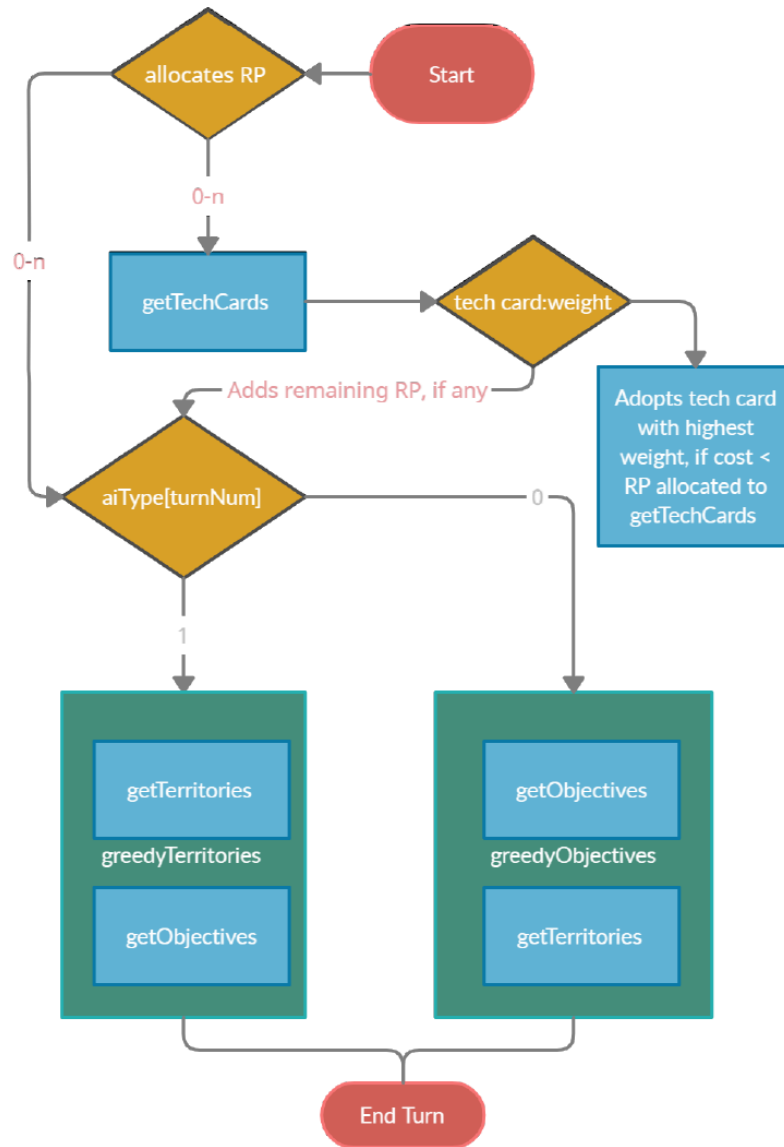 allocates RP
Start
0-n
0-n
getTechCards
tech card:weight
Adds remaining RP, if any
Adopts tech card
with highest
weight, if cost <
RP allocated to
getTechCards
aiType[turnNum]
0
1
getTerritories
greedyTerritories
getObjectives
getObjectives
greedyObjectives
getTerritories
End Turn